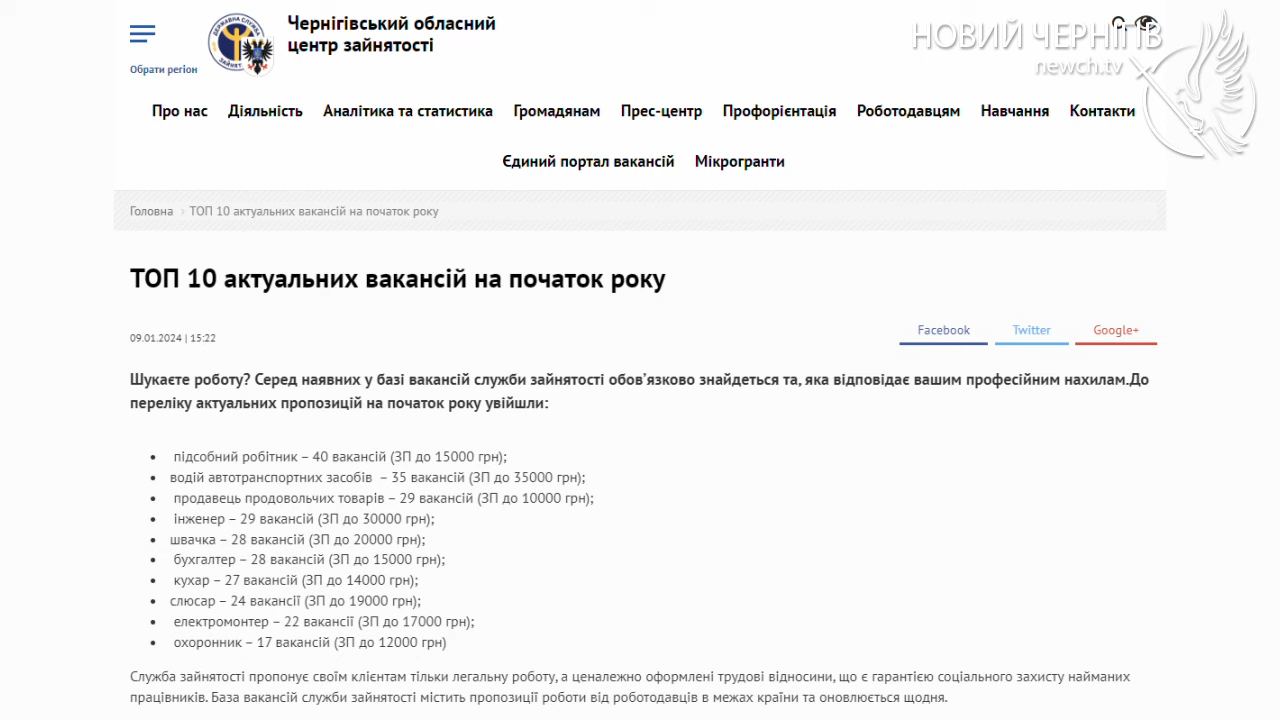 Чернігівський обласний
центр зайнятості
НОВИЙ ЧЕРНІГІВ
newch.tv
Обрати регіон
Про нас Діяльність Аналітика та статистика Громадянам Прес-центр Профорієнтація Роботодавцям Навчання Контакти
Єдиний портал вакансій Мікрогранти
Головна › ТОП 10 актуальних вакансій на початок року
ТОП 10 актуальних вакансій на початок року
09.01.2024 | 15:22
Facebook Twitter Google+
Шукаєте роботу? Серед наявних у базі вакансій служби зайнятості обов’язково знайдеться та, яка відповідає вашим професійним нахилам.До
переліку актуальних пропозицій на початок року увійшли:
• підсобний робітник – 40 вакансій (ЗП до 15000 грн);
• водій автотранспортних засобів – 35 вакансій (ЗП до 35000 грн);
• продавець продовольчих товарів – 29 вакансій (ЗП до 10000 грн);
• інженер – 29 вакансій (ЗП до 30000 грн);
• швачка – 28 вакансій (ЗП до 20000 грн);
• бухгалтер – 28 вакансій (ЗП до 15000 грн);
• кухар – 27 вакансій (ЗП до 14000 грн);
• слюсар – 24 вакансії (ЗП до 19000 грн);
• електромонтер – 22 вакансії (ЗП до 17000 грн);
• охоронник – 17 вакансій (ЗП до 12000 грн)
Служба зайнятості пропонує своїм клієнтам тільки легальну роботу, а ценалежно оформлені трудові відносини, що є гарантією соціального захисту найманих
працівників. База вакансій служби зайнятості містить пропозиції роботи від роботодавців в межах країни та оновлюється щодня.